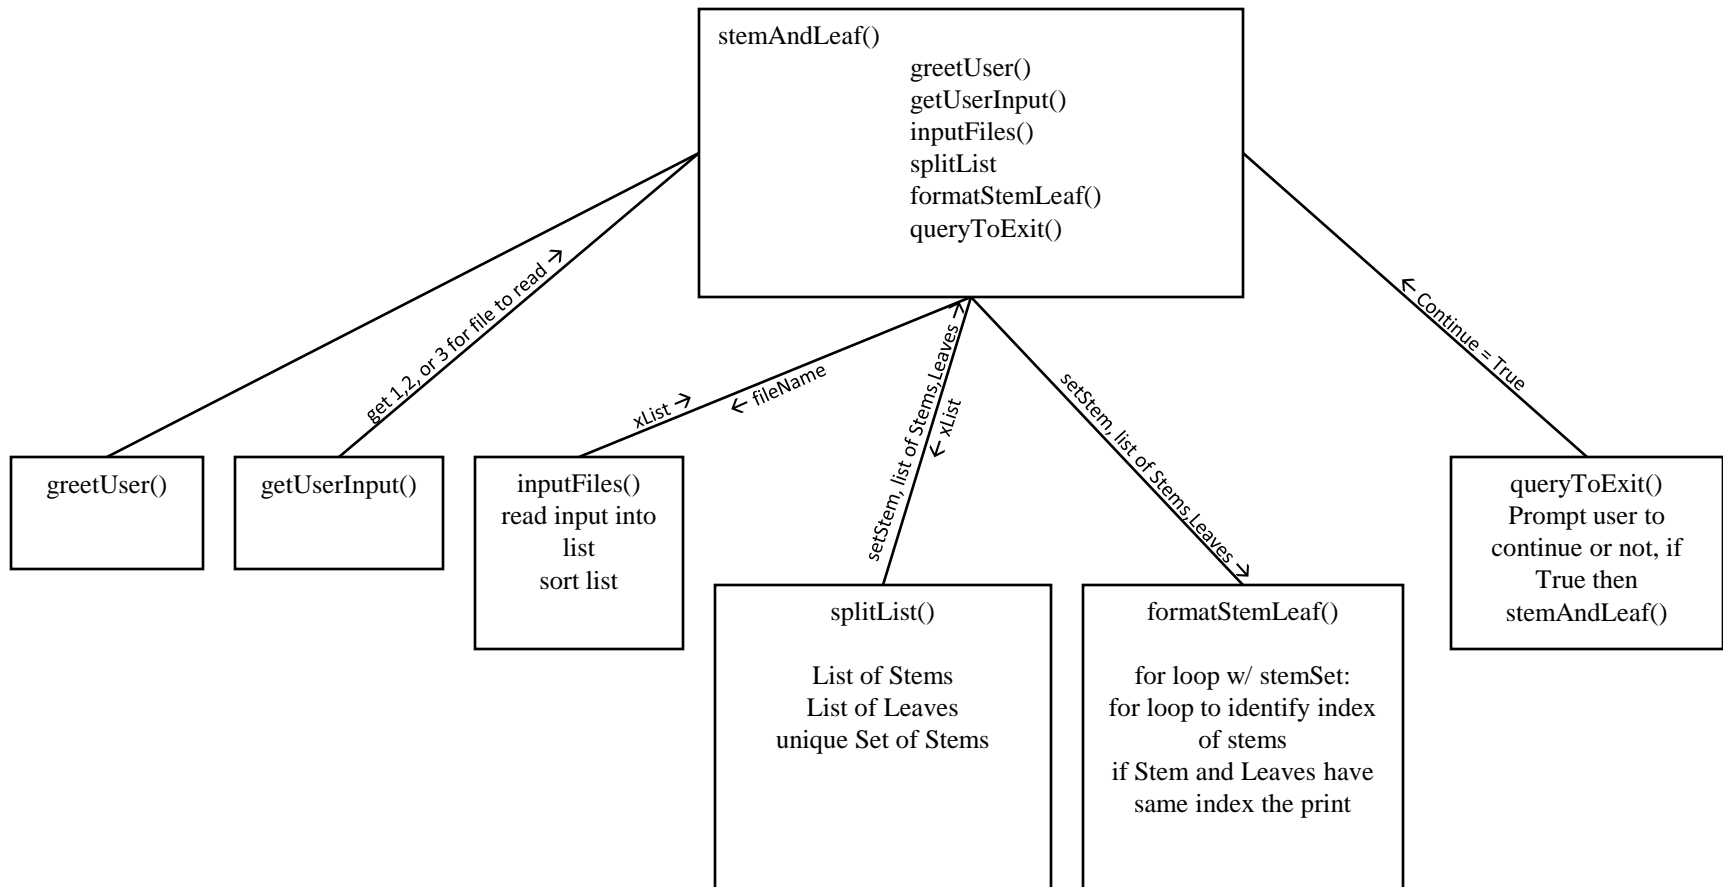 stemAndLeaf()
greetUser()
getUserInput()
inputFiles()
splitList
formatStemLeaf()
queryToExit()
get 1,2, or 3 for file to read →
xList →
← fileName
setStem, list of Stems,Leaves →
← xList
setStem, list of Stems,Leaves →
← Continue = True
greetUser()
getUserInput()
inputFiles()
read input into
list
sort list
splitList()
List of Stems
List of Leaves
unique Set of Stems
formatStemLeaf()
for loop w/ stemSet:
for loop to identify index
of stems
if Stem and Leaves have
same index the print
queryToExit()
Prompt user to
continue or not, if
True then
stemAndLeaf()